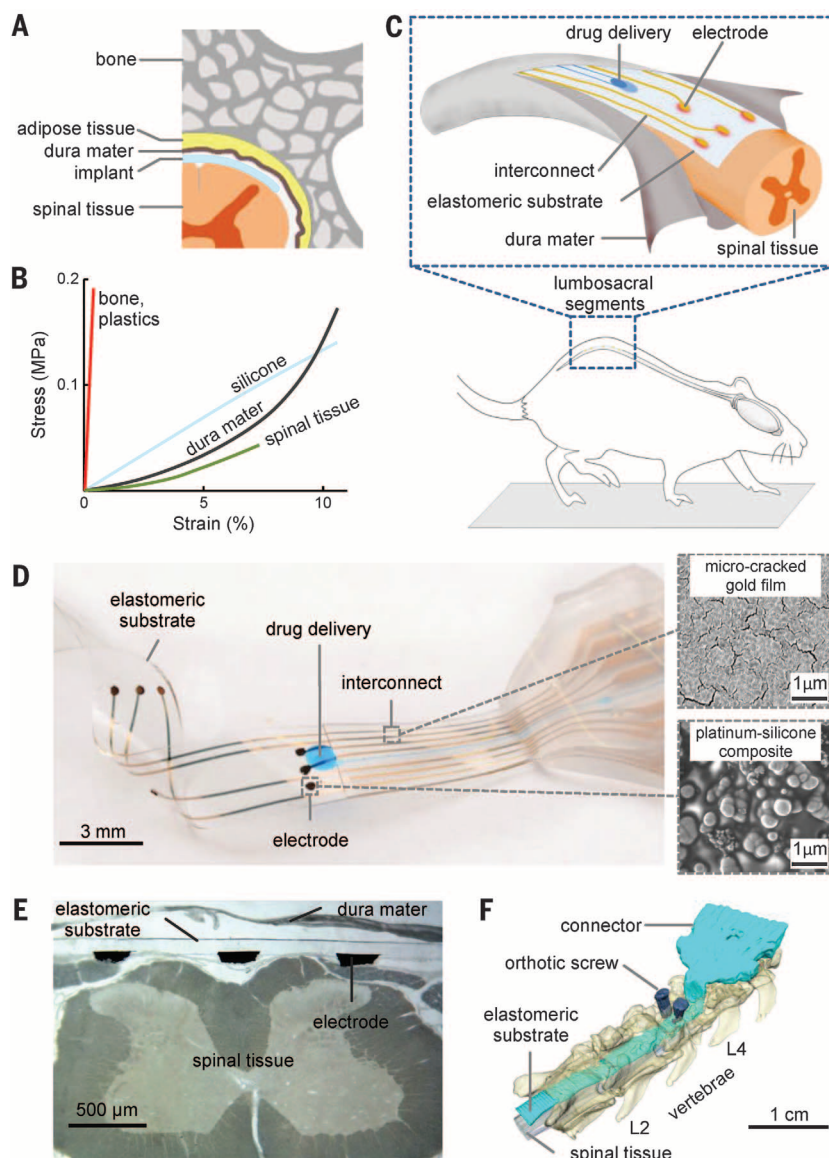 A
bone
adipose tissue
dura mater
implant
spinal tissue
B
0.2
bone,
plastics
0.1
silicone
dura mater
spinal tissue
0
0
5
10
Stress (MPa)
Strain (%)
C
drug delivery
electrode
interconnect
elastomeric substrate
dura mater
spinal tissue
lumbosacral
segments
D
elastomeric
substrate
drug delivery
interconnect
electrode
3 mm
micro-cracked
gold film
1μm
platinum-silicone
composite
1μm
E
elastomeric
substrate
dura mater
electrode
spinal tissue
500 μm
F
connector
orthotic screw
elastomeric
substrate
L4
vertebrae
L2
spinal tissue
1 cm